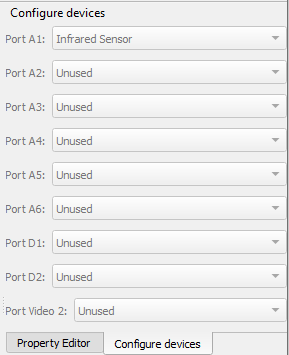 Configure devices
Port A1: Infrared Sensor
Port A2: Unused
Port A3: Unused
Port A4: Unused
Port A5: Unused
Port A6: Unused
Port D1: Unused
Port D2: Unused
Port Video 2: Unused
Property Editor Configure devices